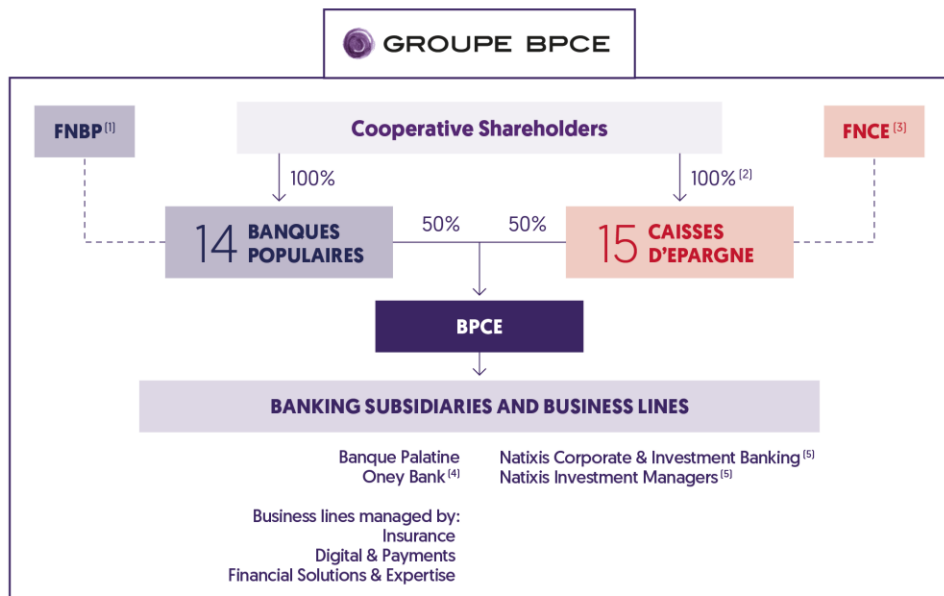 GROUPE BPCE
FNBP [1]
Cooperative Shareholders
FNCE [3]
100%
100% [2]
14 BANQUES
POPULAIRES
50%
50%
15 CAISSES
D'EPARGNE
BPCE
BANKING SUBSIDIARIES AND BUSINESS LINES
Banque Palatine
Oney Bank [4]
Natixis Corporate & Investment Banking [5]
Natixis Investment Managers [5]
Business lines managed by:
Insurance
Digital & Payments
Financial Solutions & Expertise